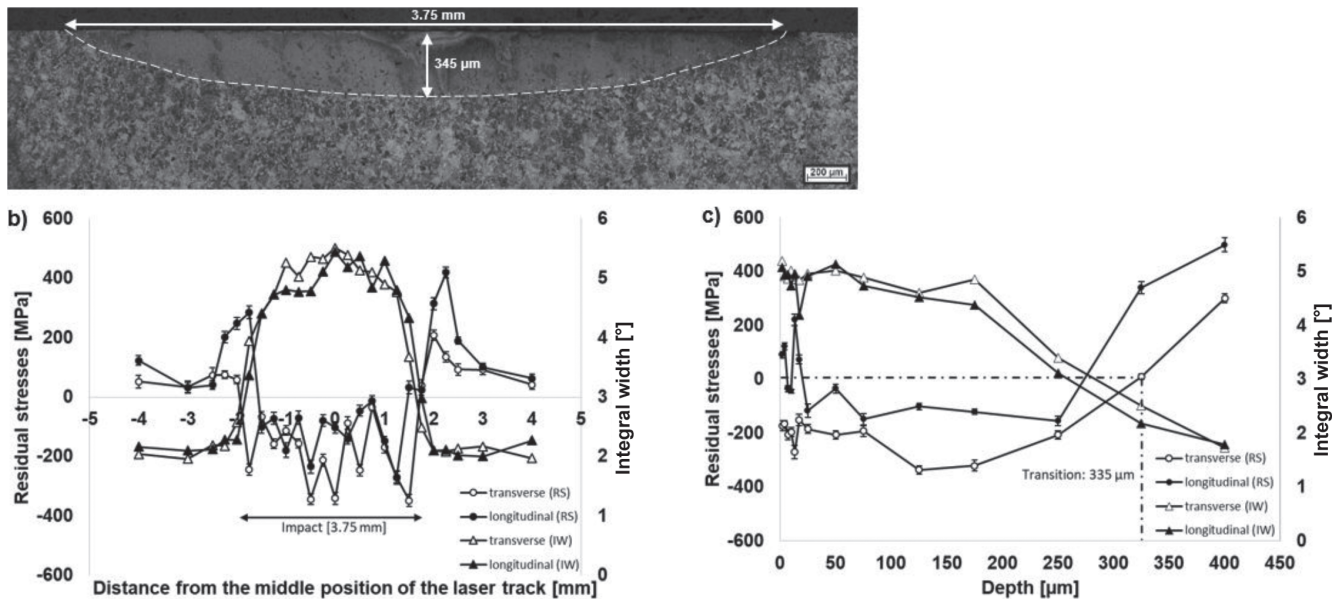 3.75 mm
345 µm
200 µm
b)
600
400
200
0
-200
-400
-600
Residual stresses [MPa]
-5 -4 -3 -2 -1 0 1 2 3 4 5
6
5
4
3
2
1
0
Integral width [°]
transverse (RS)
longitudinal (RS)
transverse (IW)
longitudinal (IW)
Impact [3.75 mm]
Distance from the middle position of the laser track [mm]
c)
600
400
200
0
-200
-400
-600
Residual stresses [MPa]
0 50 100 150 200 250 300 350 400 450
6
5
4
3
2
1
0
Integral width [°]
Transition: 335 µm
transverse (RS)
longitudinal (RS)
transverse (IW)
longitudinal (IW)
Depth [µm]